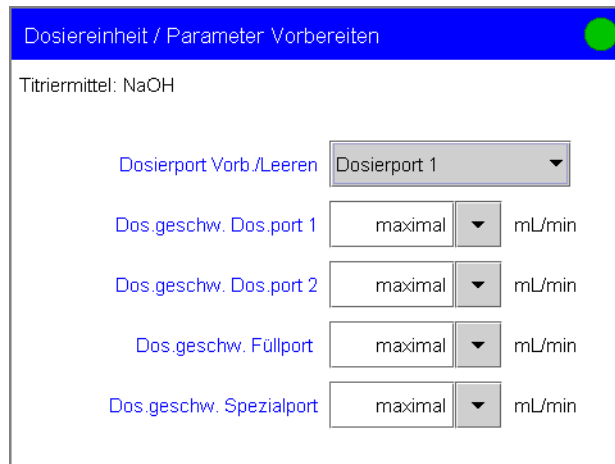 Dosiereinheit / Parameter Vorbereiten
Titriermittel: NaOH
Dosierport Vorb./Leeren Dosierport 1
Dos.geschw. Dos.port 1 maximal mL/min
Dos.geschw. Dos.port 2 maximal mL/min
Dos.geschw. Füllport maximal mL/min
Dos.geschw. Spezialport maximal mL/min